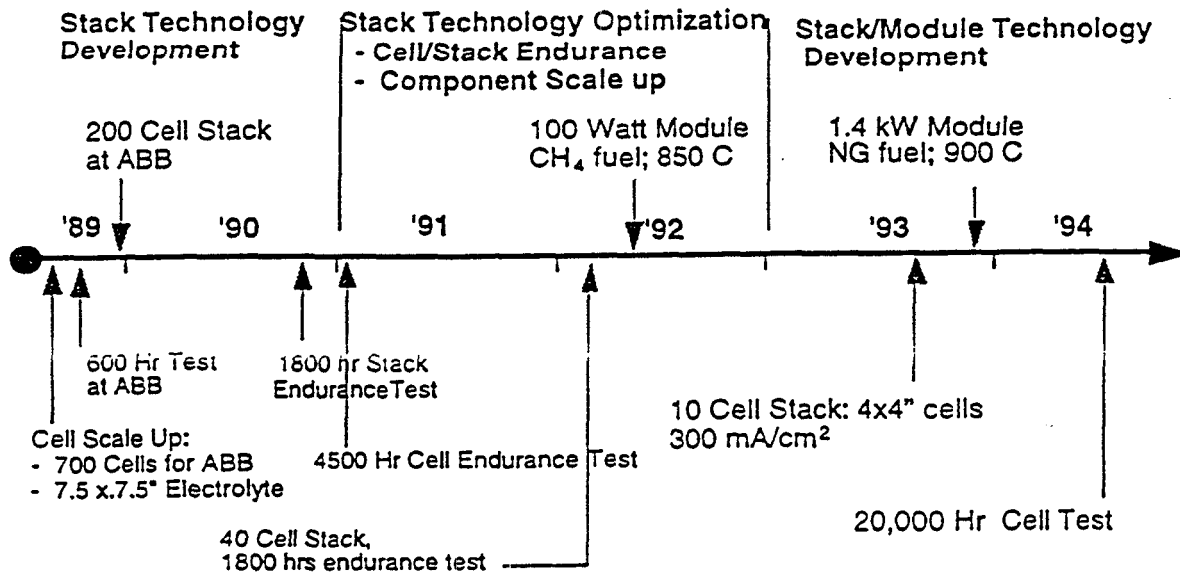 Stack Technology
Development
Stack Technology Optimization
- Cell/Stack Endurance
- Component Scale up
Stack/Module Technology
Development
200 Cell Stack
at ABB
100 Watt Module
CH₄ fuel; 850 C
1.4 kW Module
NG fuel; 900 C
'89
'90
'91
'92
'93
'94
600 Hr Test
at ABB
1800 hr Stack
EnduranceTest
Cell Scale Up:
- 700 Cells for ABB
- 7.5 x.7.5" Electrolyte
4500 Hr Cell Endurance Test
10 Cell Stack: 4x4" cells
300 mA/cm²
40 Cell Stack,
1800 hrs endurance test
20,000 Hr Cell Test